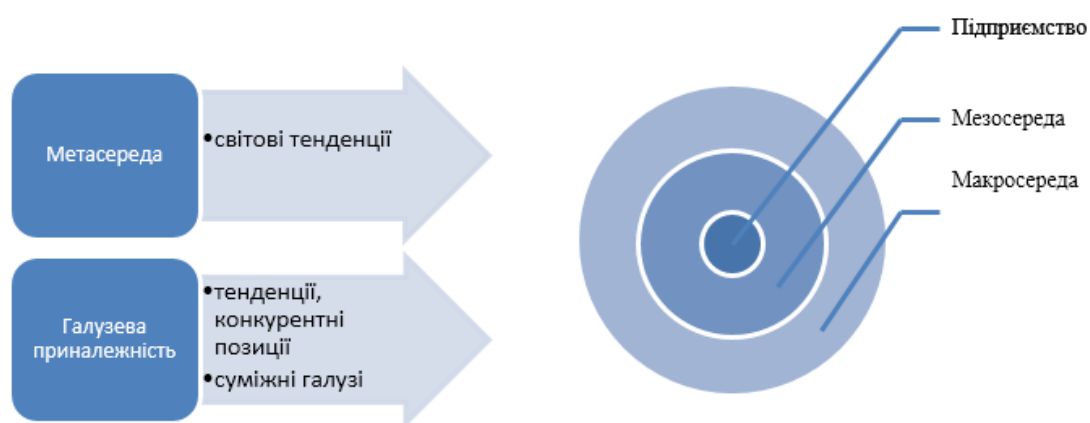 Метасереда
•світові тенденції
Галузева
приналежність
•тенденції,
конкурентні
позиції
•суміжні галузі
Підприємство
Мезосереда
Макросереда